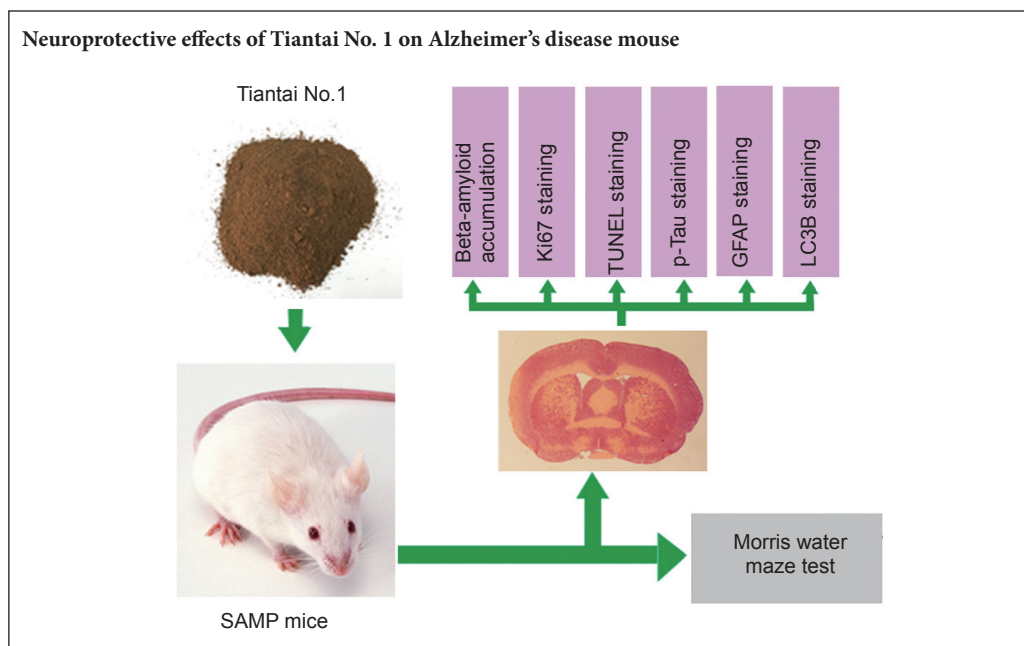 Neuroprotective effects of Tiantai No. 1 on Alzheimer’s disease mouse
Tiantai No.1
Beta-amyloid
accumulation
Ki67 staining
TUNEL staining
p-Tau staining
GFAP staining
LC3B staining
Morris water
maze test
SAMP mice